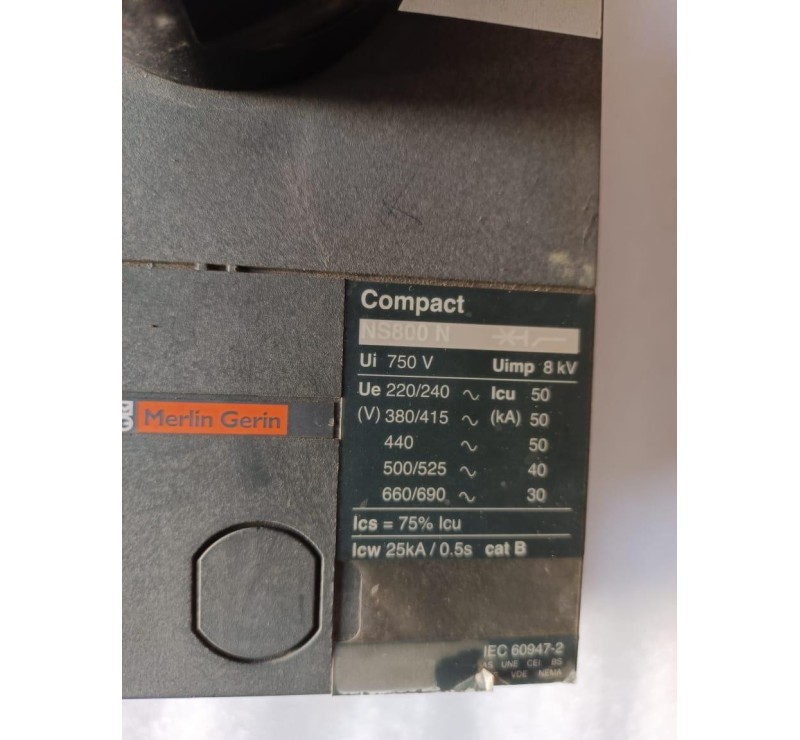 Compact
NS800 N
Ui 750 V Uimp 8 kV
Ue 220/240 ~ Icu 50
(V) 380/415 ~ (kA) 50
440 ~ 50
500/525 ~ 40
660/690 ~ 30
Ics = 75% Icu
Icw 25kA / 0.5s cat B
Merlin Gerin
IEC 60947-2
UNE CEI BS
VDE NEMA